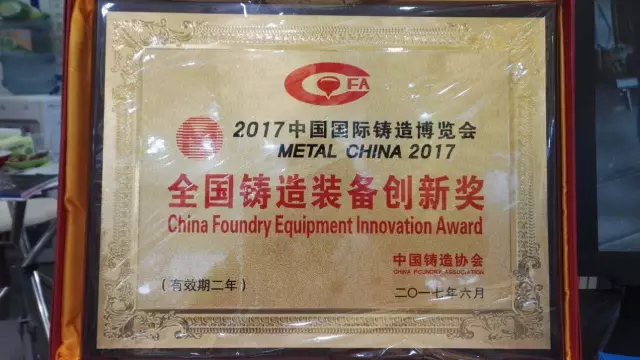 CFA
2017中国国际铸造博览会
METAL CHINA 2017
全国铸造装备创新奖
China Foundry Equipment Innovation Award
中国铸造协会
CHINA FOUNDRY ASSOCIATION
(有效期二年)
二〇一七年六月